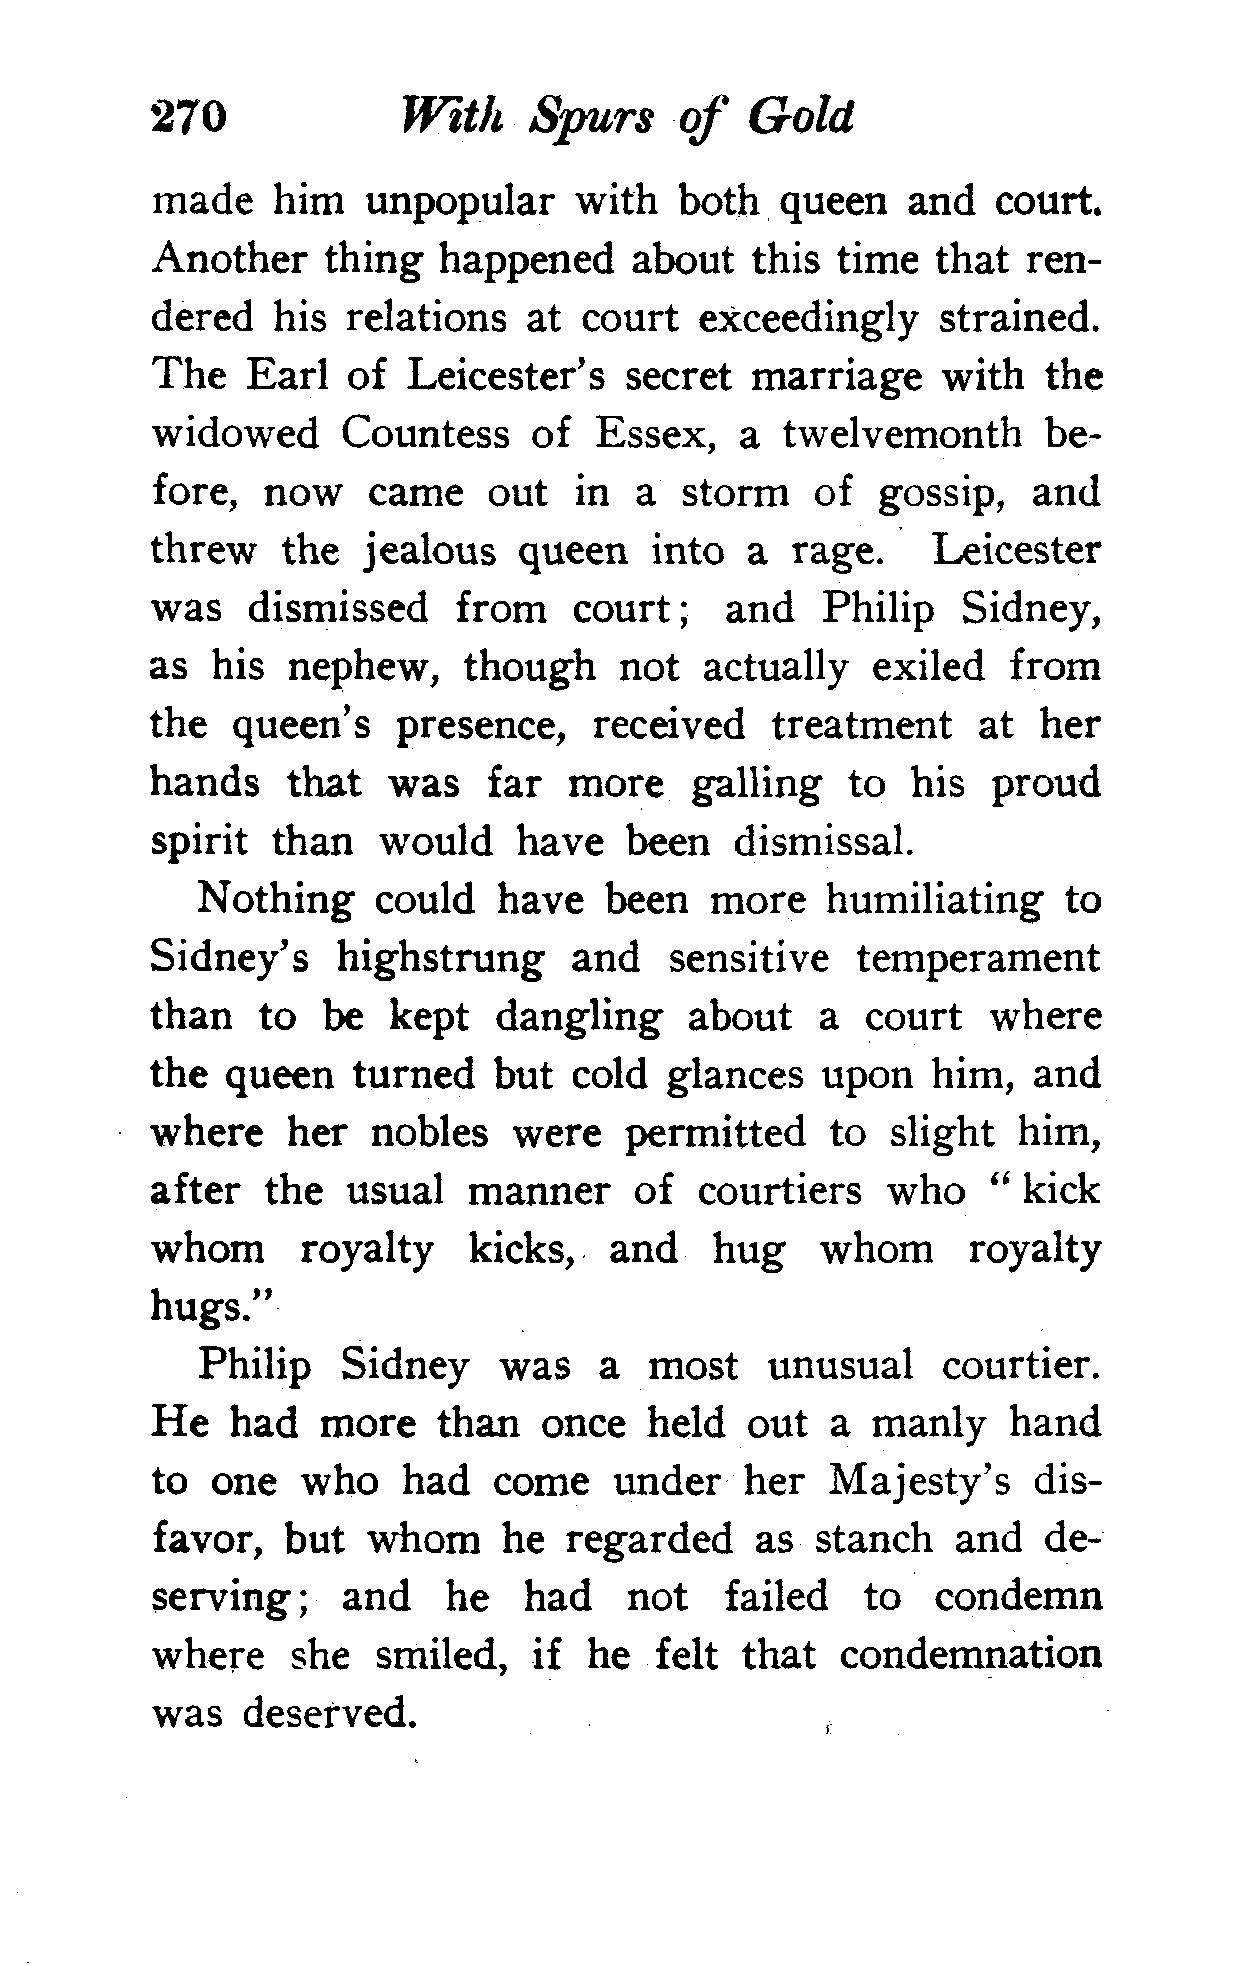 270 With Spurs of Gold
made him unpopular with both queen and court.
Another thing happened about this time that ren-
dered his relations at court exceedingly strained.
The Earl of Leicester's secret marriage with the
widowed Countess of Essex, a twelvemonth be-
fore, now came out in a storm of gossip, and
threw the jealous queen into a rage. Leicester
was dismissed from court; and Philip Sidney,
as his nephew, though not actually exiled from
the queen's presence, received treatment at her
hands that was far more galling to his proud
spirit than would have been dismissal.
Nothing could have been more humiliating to
Sidney's highstrung and sensitive temperament
than to be kept dangling about a court where
the queen turned but cold glances upon him, and
where her nobles were permitted to slight him,
after the usual manner of courtiers who " kick
whom royalty kicks, and hug whom royalty
hugs."
Philip Sidney was a most unusual courtier.
He had more than once held out a manly hand
to one who had come under her Majesty's dis-
favor, but whom he regarded as stanch and de-
serving; and he had not failed to condemn
where she smiled, if he felt that condemnation
was deserved.